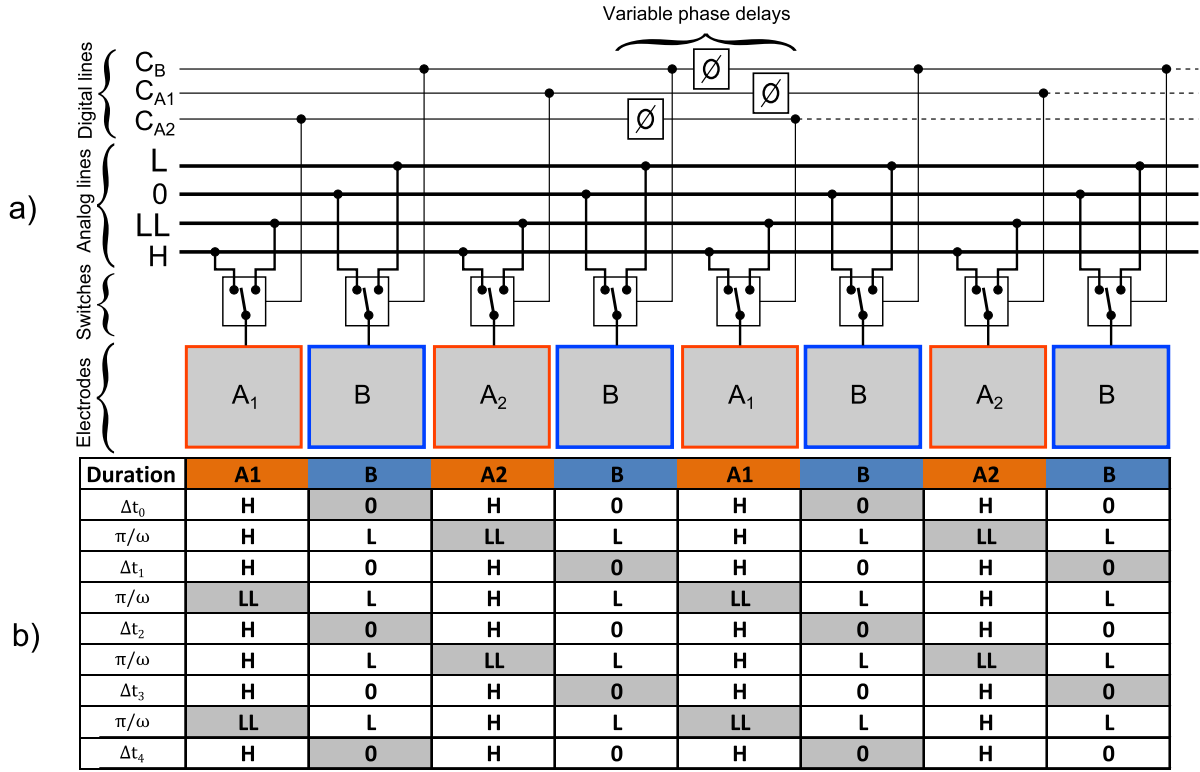 Variable phase delays
Digital lines
C_B
C_A1
C_A2
Ø
Ø
Ø
Analog lines
L
0
LL
H
a)
Switches
Electrodes
A₁ B A₂ B A₁ B A₂ B
Duration A1 B A2 B A1 B A2 B
Δt₀ H 0 H 0 H 0 H 0
π/ω H L LL L H L LL L
Δt₁ H 0 H 0 H 0 H 0
π/ω LL L H L LL L H L
Δt₂ H 0 H 0 H 0 H 0
b)
π/ω H L LL L H L LL L
Δt₃ H 0 H 0 H 0 H 0
π/ω LL L H L LL L H L
Δt₄ H 0 H 0 H 0 H 0